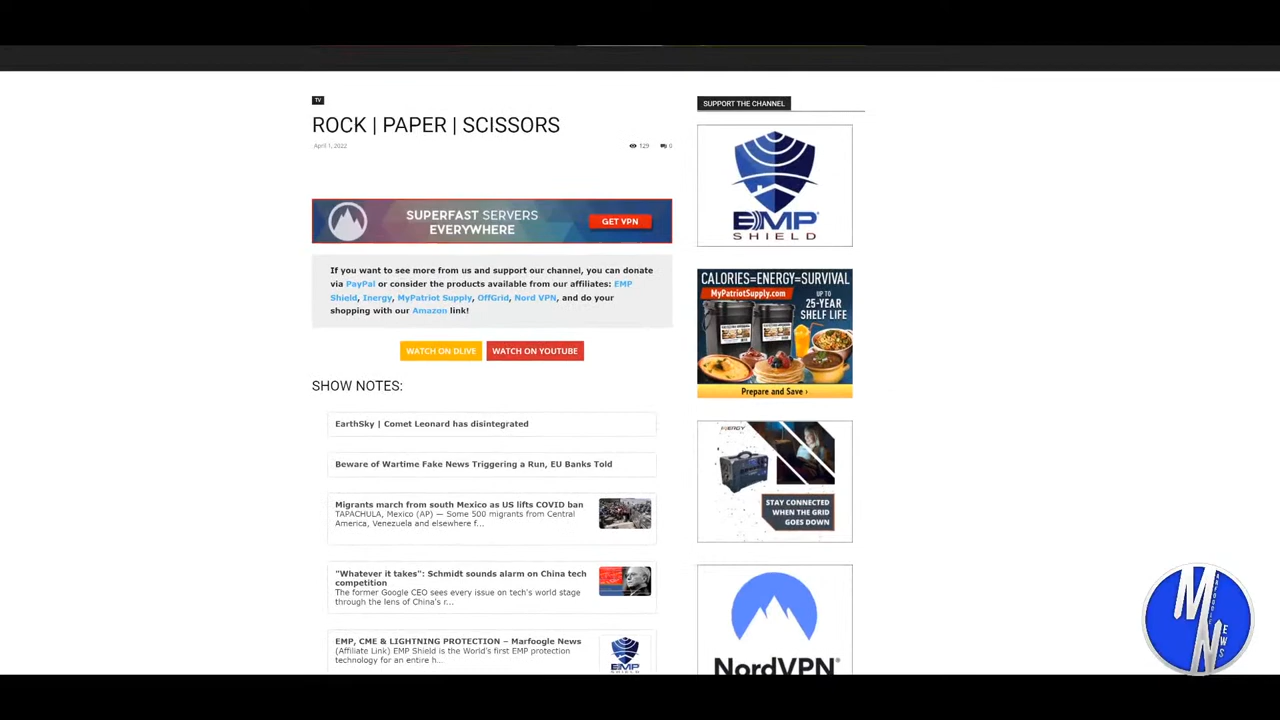 TV
ROCK | PAPER | SCISSORS
April 1, 2022
129
0
SUPERFAST SERVERS
EVERYWHERE
GET VPN
If you want to see more from us and support our channel, you can donate
via PayPal or consider the products available from our affiliates: EMP
Shield, Inergy, MyPatriot Supply, OffGrid, Nord VPN, and do your
shopping with our Amazon link!
WATCH ON DLIVE
WATCH ON YOUTUBE
SHOW NOTES:
EarthSky | Comet Leonard has disintegrated
Beware of Wartime Fake News Triggering a Run, EU Banks Told
Migrants march from south Mexico as US lifts COVID ban
TAPACHULA, Mexico (AP) — Some 500 migrants from Central
America, Venezuela and elsewhere f...
"Whatever it takes": Schmidt sounds alarm on China tech
competition
The former Google CEO sees every issue on tech's world stage
through the lens of China's r...
EMP, CME & LIGHTNING PROTECTION – Marfoogle News
(Affiliate Link) EMP Shield is the World's first EMP protection
technology for an entire h...
EMP
SHIELD
SUPPORT THE CHANNEL
EMP
SHIELD
CALORIES=ENERGY=SURVIVAL
MyPatriotSupply.com
UP TO
25-YEAR
SHELF LIFE
Prepare and Save ›
INERGY
STAY CONNECTED
WHEN THE GRID
GOES DOWN
NordVPN®
M
N
NEWS